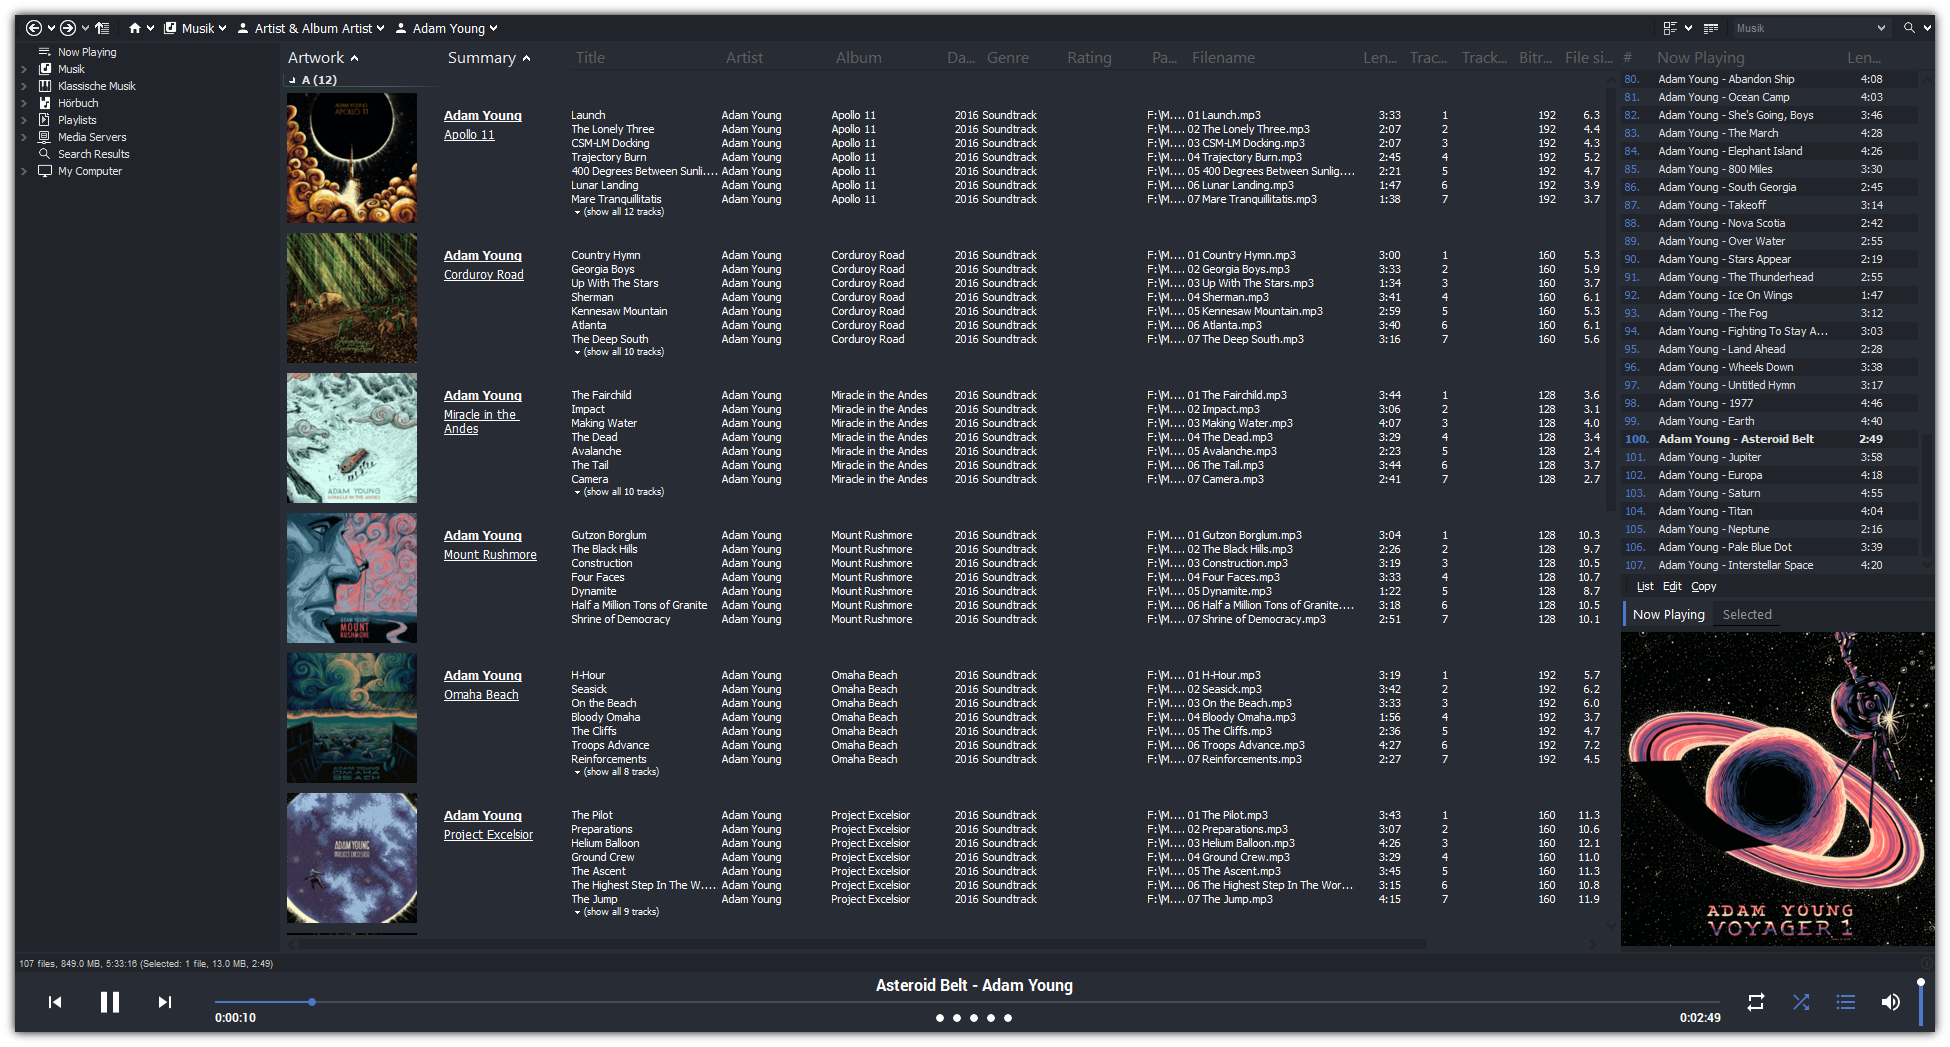 Musik Artist & Album Artist Adam Young Musik
Now Playing
Musik
Klassische Musik
Hörbuch
Playlists
Media Servers
Search Results
My Computer
Artwork Summary Title Artist Album Da... Genre Rating Pa... Filename Len... Trac... Track... Bitr... File si...
A (12)
ADAM YOUNG
APOLLO 11
Adam Young
Apollo 11
Launch Adam Young Apollo 11 2016 Soundtrack F:\M.... 01 Launch.mp3 3:33 1 192 6.3
The Lonely Three Adam Young Apollo 11 2016 Soundtrack F:\M.... 02 The Lonely Three.mp3 2:07 2 192 4.4
CSM-LM Docking Adam Young Apollo 11 2016 Soundtrack F:\M.... 03 CSM-LM Docking.mp3 2:07 3 192 4.3
Trajectory Burn Adam Young Apollo 11 2016 Soundtrack F:\M.... 04 Trajectory Burn.mp3 2:45 4 192 5.2
400 Degrees Between Sunli.... Adam Young Apollo 11 2016 Soundtrack F:\M.... 05 400 Degrees Between Sunlig.... 2:21 5 192 4.7
Lunar Landing Adam Young Apollo 11 2016 Soundtrack F:\M.... 06 Lunar Landing.mp3 1:47 6 192 3.9
Mare Tranquillitatis Adam Young Apollo 11 2016 Soundtrack F:\M.... 07 Mare Tranquillitatis.mp3 1:38 7 192 3.7
(show all 12 tracks)
Adam Young
Corduroy Road
Country Hymn Adam Young Corduroy Road 2016 Soundtrack F:\M.... 01 Country Hymn.mp3 3:00 1 160 5.3
Georgia Boys Adam Young Corduroy Road 2016 Soundtrack F:\M.... 02 Georgia Boys.mp3 3:33 2 160 5.9
Up With The Stars Adam Young Corduroy Road 2016 Soundtrack F:\M.... 03 Up With The Stars.mp3 1:34 3 160 3.7
Sherman Adam Young Corduroy Road 2016 Soundtrack F:\M.... 04 Sherman.mp3 3:41 4 160 6.1
Kennesaw Mountain Adam Young Corduroy Road 2016 Soundtrack F:\M.... 05 Kennesaw Mountain.mp3 2:59 5 160 5.3
Atlanta Adam Young Corduroy Road 2016 Soundtrack F:\M.... 06 Atlanta.mp3 3:40 6 160 6.1
The Deep South Adam Young Corduroy Road 2016 Soundtrack F:\M.... 07 The Deep South.mp3 3:16 7 160 5.6
(show all 10 tracks)
ADAM YOUNG
MIRACLE IN THE ANDES
Adam Young
Miracle in the
Andes
The Fairchild Adam Young Miracle in the Andes 2016 Soundtrack F:\M.... 01 The Fairchild.mp3 3:44 1 128 3.6
Impact Adam Young Miracle in the Andes 2016 Soundtrack F:\M.... 02 Impact.mp3 3:06 2 128 3.1
Making Water Adam Young Miracle in the Andes 2016 Soundtrack F:\M.... 03 Making Water.mp3 4:07 3 128 4.0
The Dead Adam Young Miracle in the Andes 2016 Soundtrack F:\M.... 04 The Dead.mp3 3:29 4 128 3.4
Avalanche Adam Young Miracle in the Andes 2016 Soundtrack F:\M.... 05 Avalanche.mp3 2:23 5 128 2.4
The Tail Adam Young Miracle in the Andes 2016 Soundtrack F:\M.... 06 The Tail.mp3 3:44 6 128 3.7
Camera Adam Young Miracle in the Andes 2016 Soundtrack F:\M.... 07 Camera.mp3 2:41 7 128 2.7
(show all 10 tracks)
ADAM YOUNG
MOUNT
RUSHMORE
Adam Young
Mount Rushmore
Gutzon Borglum Adam Young Mount Rushmore 2016 Soundtrack F:\M.... 01 Gutzon Borglum.mp3 3:04 1 128 10.3
The Black Hills Adam Young Mount Rushmore 2016 Soundtrack F:\M.... 02 The Black Hills.mp3 2:26 2 128 9.7
Construction Adam Young Mount Rushmore 2016 Soundtrack F:\M.... 03 Construction.mp3 3:19 3 128 10.5
Four Faces Adam Young Mount Rushmore 2016 Soundtrack F:\M.... 04 Four Faces.mp3 3:33 4 128 10.7
Dynamite Adam Young Mount Rushmore 2016 Soundtrack F:\M.... 05 Dynamite.mp3 1:22 5 128 8.7
Half a Million Tons of Granite Adam Young Mount Rushmore 2016 Soundtrack F:\M.... 06 Half a Million Tons of Granite.... 3:18 6 128 10.5
Shrine of Democracy Adam Young Mount Rushmore 2016 Soundtrack F:\M.... 07 Shrine of Democracy.mp3 2:51 7 128 10.1
ADAM YOUNG
OMAHA
BEACH
Adam Young
Omaha Beach
H-Hour Adam Young Omaha Beach 2016 Soundtrack F:\M.... 01 H-Hour.mp3 3:19 1 192 5.7
Seasick Adam Young Omaha Beach 2016 Soundtrack F:\M.... 02 Seasick.mp3 3:42 2 192 6.2
On the Beach Adam Young Omaha Beach 2016 Soundtrack F:\M.... 03 On the Beach.mp3 3:33 3 192 6.0
Bloody Omaha Adam Young Omaha Beach 2016 Soundtrack F:\M.... 04 Bloody Omaha.mp3 1:56 4 192 3.7
The Cliffs Adam Young Omaha Beach 2016 Soundtrack F:\M.... 05 The Cliffs.mp3 2:36 5 192 4.7
Troops Advance Adam Young Omaha Beach 2016 Soundtrack F:\M.... 06 Troops Advance.mp3 4:27 6 192 7.2
Reinforcements Adam Young Omaha Beach 2016 Soundtrack F:\M.... 07 Reinforcements.mp3 2:27 7 192 4.5
(show all 8 tracks)
ADAM YOUNG
PROJECT EXCELSIOR
Adam Young
Project Excelsior
The Pilot Adam Young Project Excelsior 2016 Soundtrack F:\M.... 01 The Pilot.mp3 3:43 1 160 11.3
Preparations Adam Young Project Excelsior 2016 Soundtrack F:\M.... 02 Preparations.mp3 3:07 2 160 10.6
Helium Balloon Adam Young Project Excelsior 2016 Soundtrack F:\M.... 03 Helium Balloon.mp3 4:26 3 160 12.1
Ground Crew Adam Young Project Excelsior 2016 Soundtrack F:\M.... 04 Ground Crew.mp3 3:29 4 160 11.0
The Ascent Adam Young Project Excelsior 2016 Soundtrack F:\M.... 05 The Ascent.mp3 3:45 5 160 11.3
The Highest Step In The W.... Adam Young Project Excelsior 2016 Soundtrack F:\M.... 06 The Highest Step In The Wor... 3:15 6 160 10.8
The Jump Adam Young Project Excelsior 2016 Soundtrack F:\M.... 07 The Jump.mp3 4:15 7 160 11.9
(show all 9 tracks)
# Now Playing Len...
80. Adam Young - Abandon Ship 4:08
81. Adam Young - Ocean Camp 4:03
82. Adam Young - She's Going, Boys 3:46
83. Adam Young - The March 4:28
84. Adam Young - Elephant Island 4:26
85. Adam Young - 800 Miles 3:30
86. Adam Young - South Georgia 2:45
87. Adam Young - Takeoff 3:14
88. Adam Young - Nova Scotia 2:42
89. Adam Young - Over Water 2:55
90. Adam Young - Stars Appear 2:19
91. Adam Young - The Thunderhead 2:55
92. Adam Young - Ice On Wings 1:47
93. Adam Young - The Fog 3:12
94. Adam Young - Fighting To Stay A... 3:03
95. Adam Young - Land Ahead 2:28
96. Adam Young - Wheels Down 3:38
97. Adam Young - Untitled Hymn 3:17
98. Adam Young - 1977 4:46
99. Adam Young - Earth 4:40
100. Adam Young - Asteroid Belt 2:49
101. Adam Young - Jupiter 3:58
102. Adam Young - Europa 4:18
103. Adam Young - Saturn 4:55
104. Adam Young - Titan 4:04
105. Adam Young - Neptune 2:16
106. Adam Young - Pale Blue Dot 3:39
107. Adam Young - Interstellar Space 4:20
List Edit Copy
Now Playing Selected
ADAM YOUNG
VOYAGER 1
107 files, 849.0 MB, 5:33:16 (Selected: 1 file, 13.0 MB, 2:49)
Asteroid Belt - Adam Young
0:00:10 0:02:49